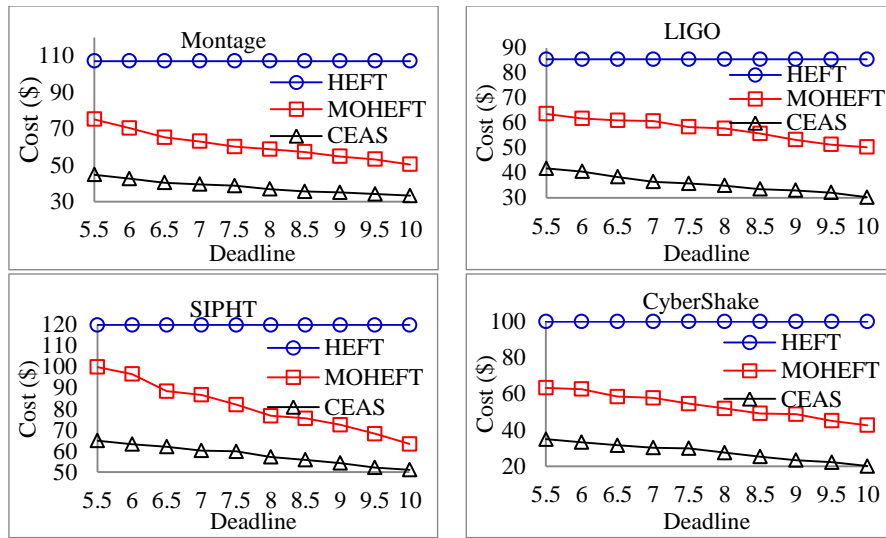 Montage
Cost ($)
110
90
70
50
30
HEFT
MOHEFT
CEAS
5.5 6 6.5 7 7.5 8 8.5 9 9.5 10
Deadline
LIGO
Cost ($)
90
80
70
60
50
40
30
HEFT
MOHEFT
CEAS
5.5 6 6.5 7 7.5 8 8.5 9 9.5 10
Deadline
SIPHT
Cost ($)
120
110
100
90
80
70
60
50
HEFT
MOHEFT
CEAS
5.5 6 6.5 7 7.5 8 8.5 9 9.5 10
Deadline
CyberShake
Cost ($)
100
80
60
40
20
HEFT
MOHEFT
CEAS
5.5 6 6.5 7 7.5 8 8.5 9 9.5 10
Deadline